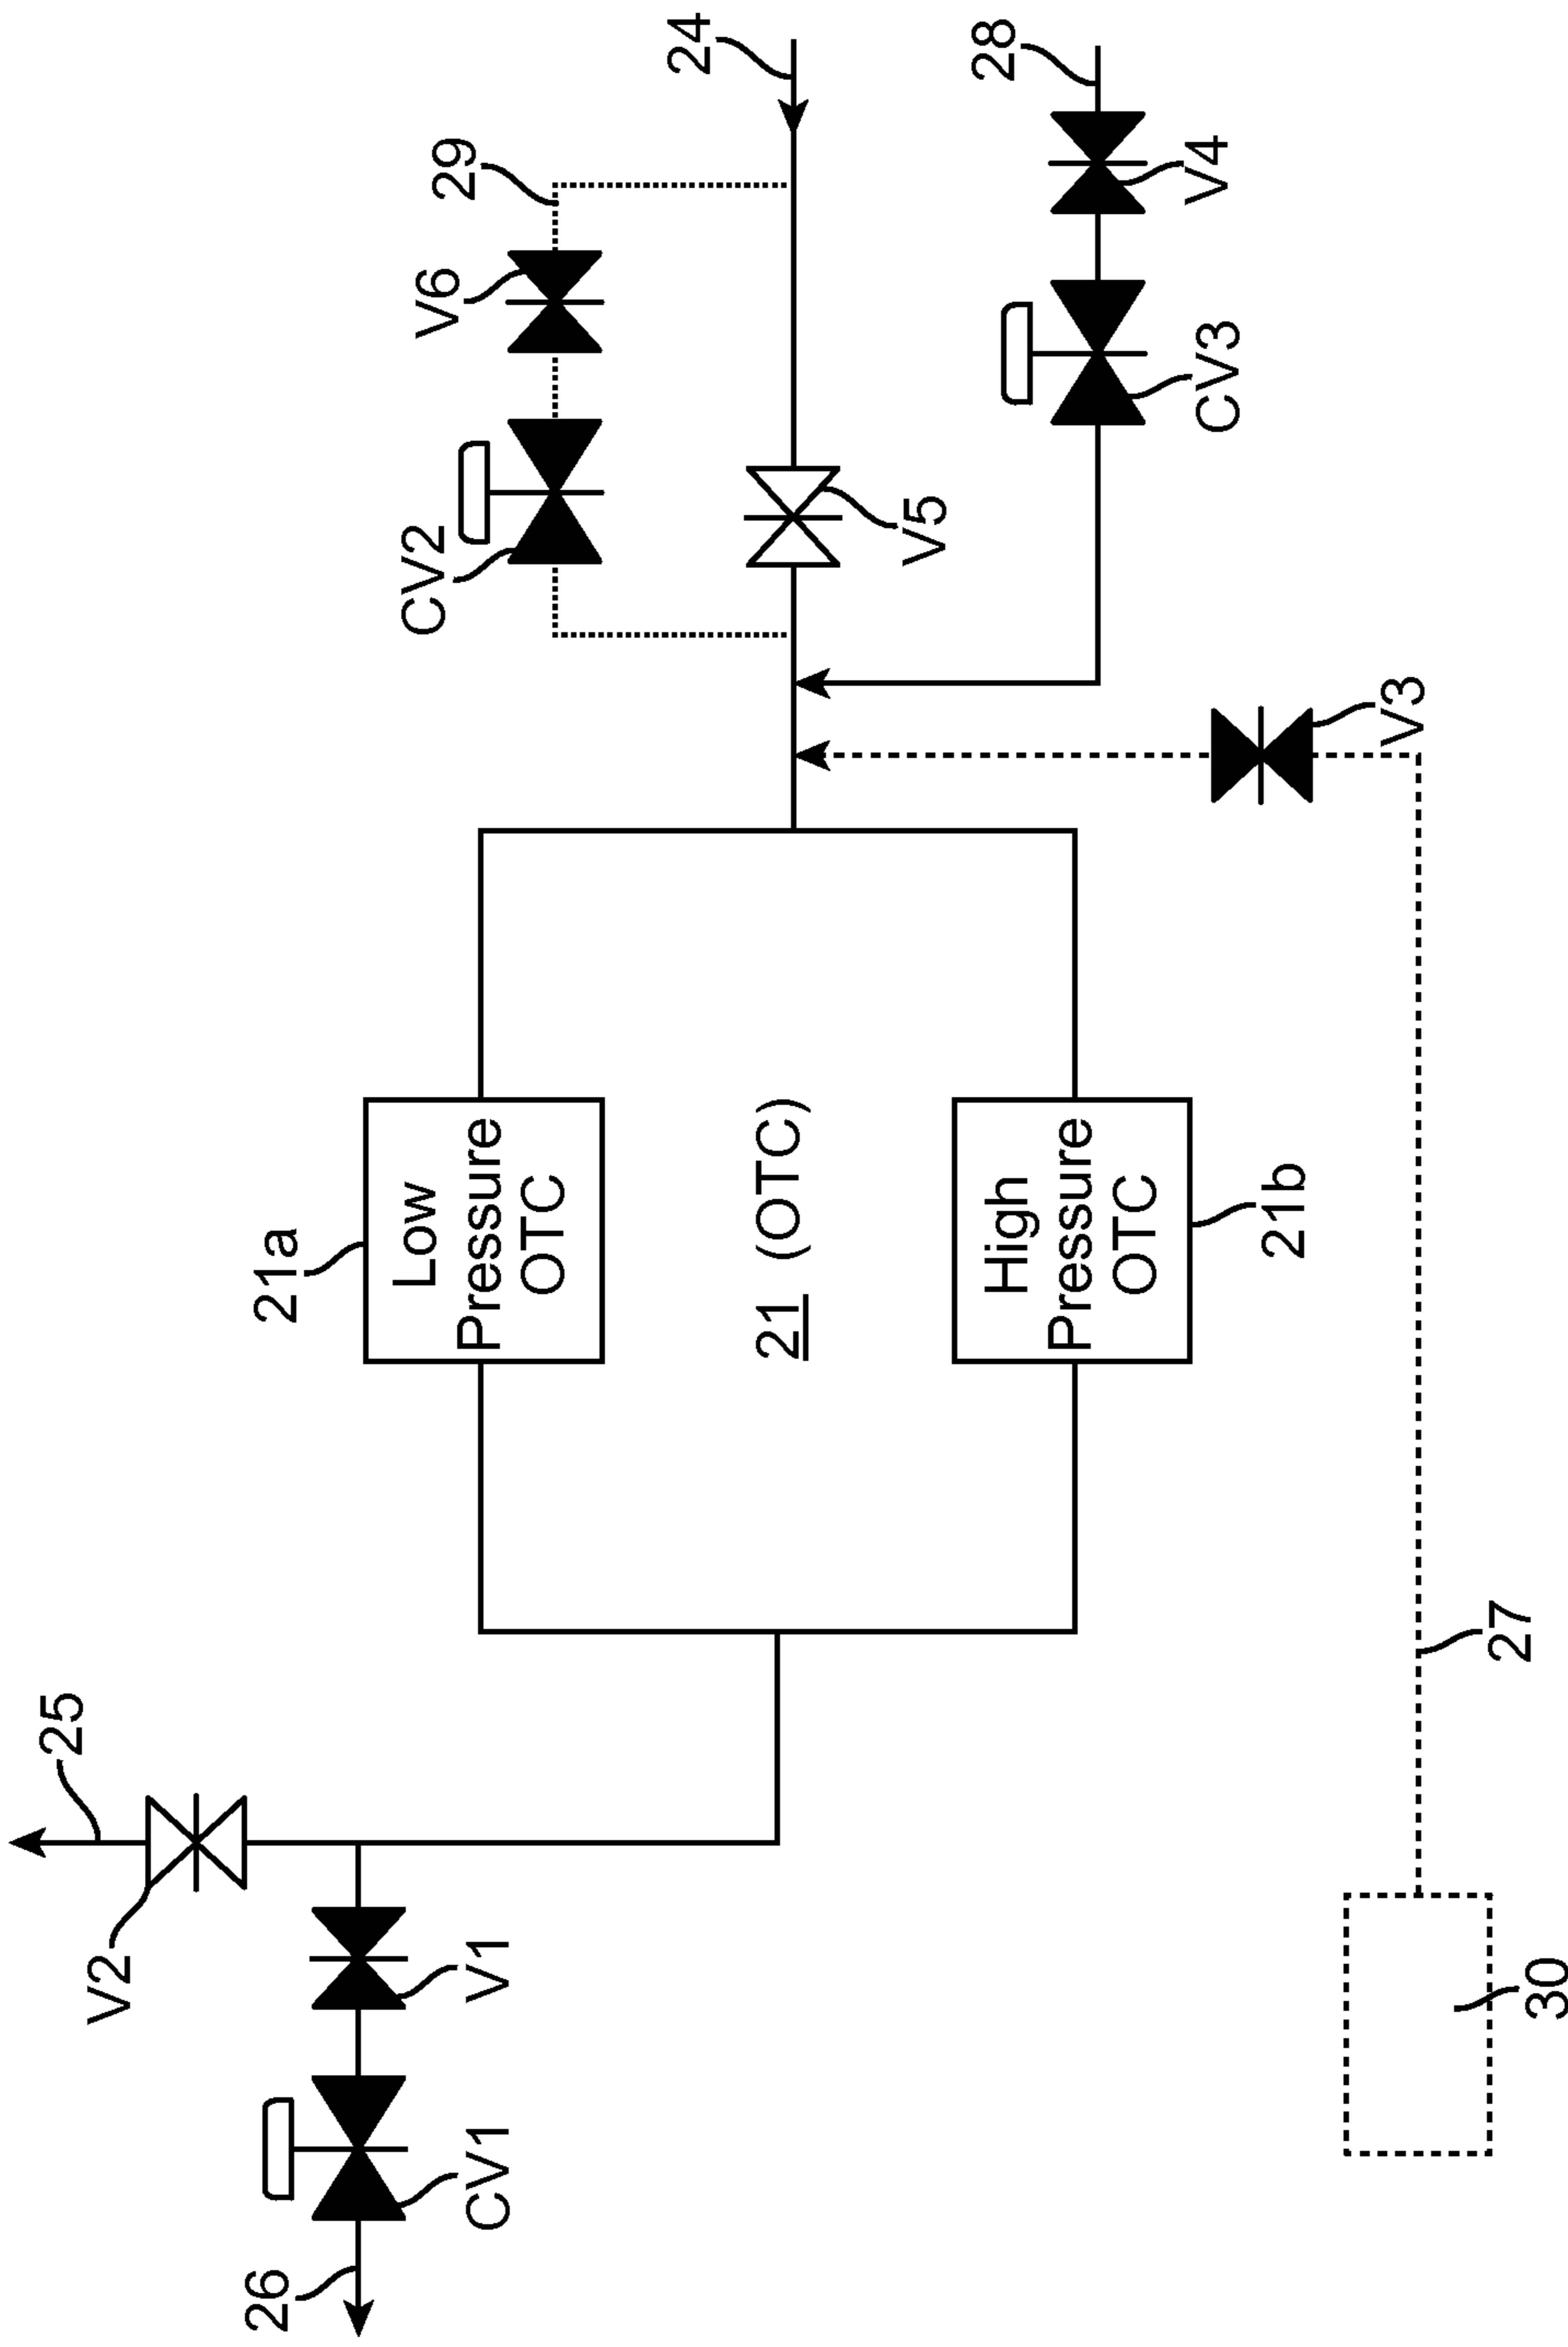 25
V2
26
CV1
V1
21a
Low
Pressure
OTC
CV2
V6
29
24
21 (OTC)
V5
28
High
Pressure
OTC
21b
CV3
V4
V3
27
30